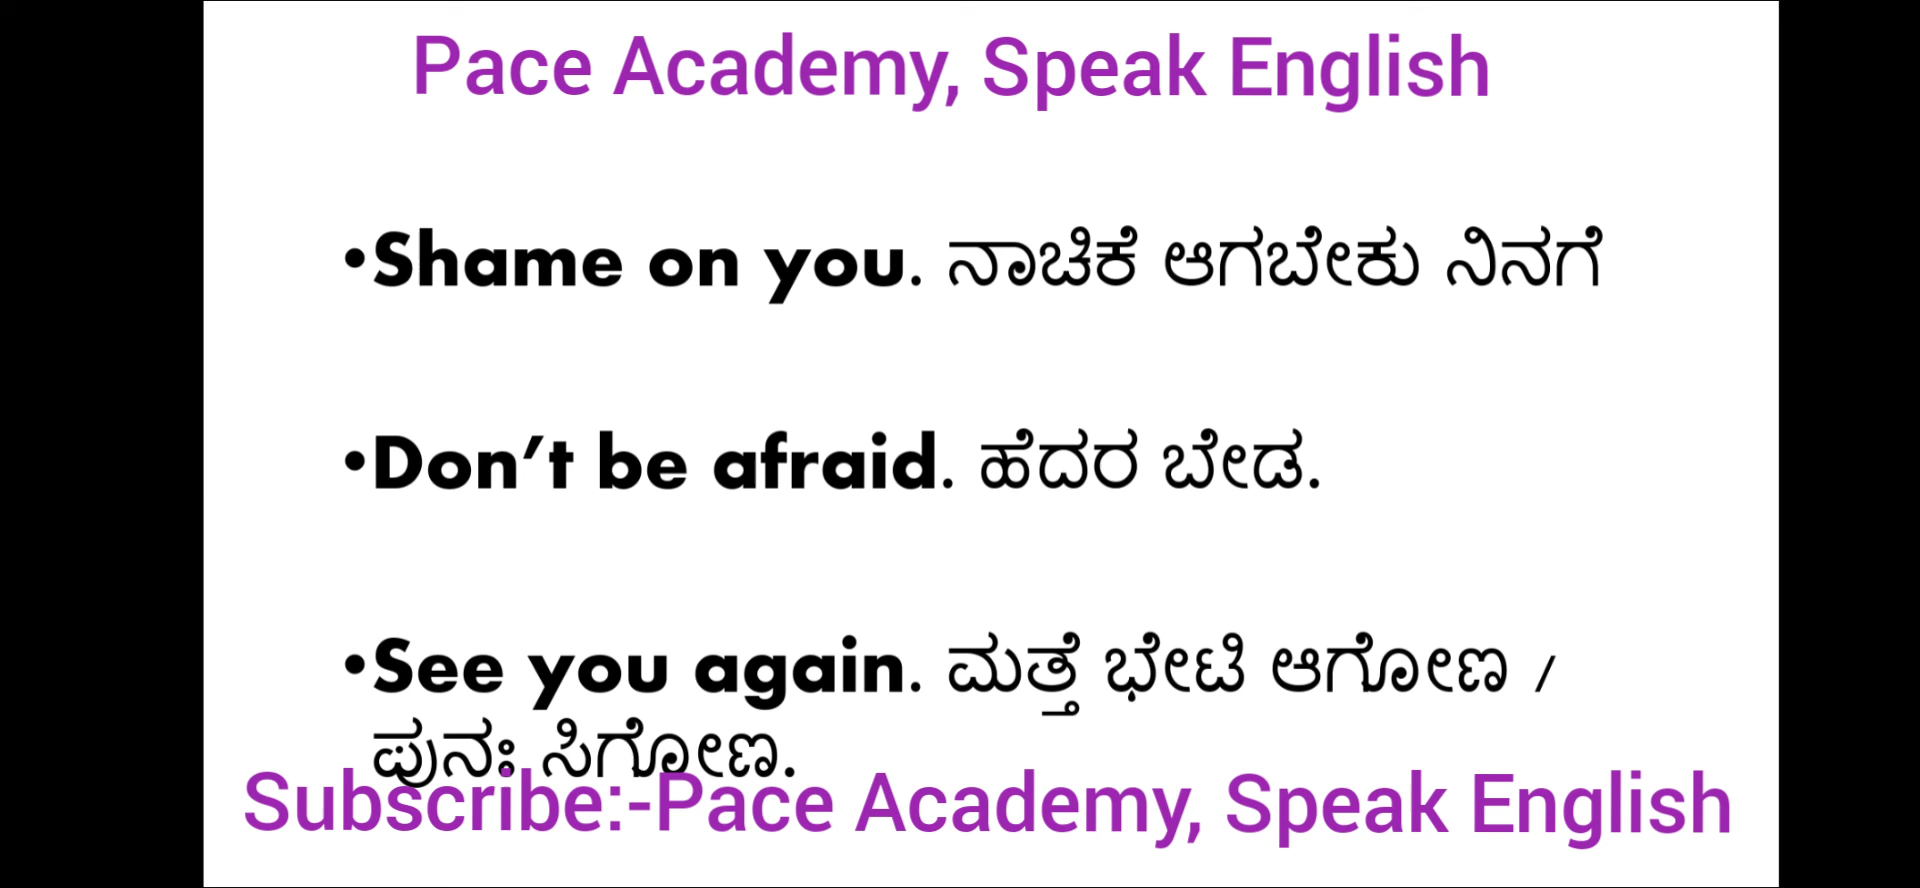 Pace Academy, Speak English
•Shame on you. ನಾಚಿಕೆ ಆಗಬೇಕು ನಿನಗೆ
•Don’t be afraid. ಹೆದರ ಬೇಡ.
•See you again. ಮತ್ತೆ ಭೇಟಿ ಆಗೋಣ /
ಪುನಃ ಸಿಗೋಣ.
Subscribe:-Pace Academy, Speak English